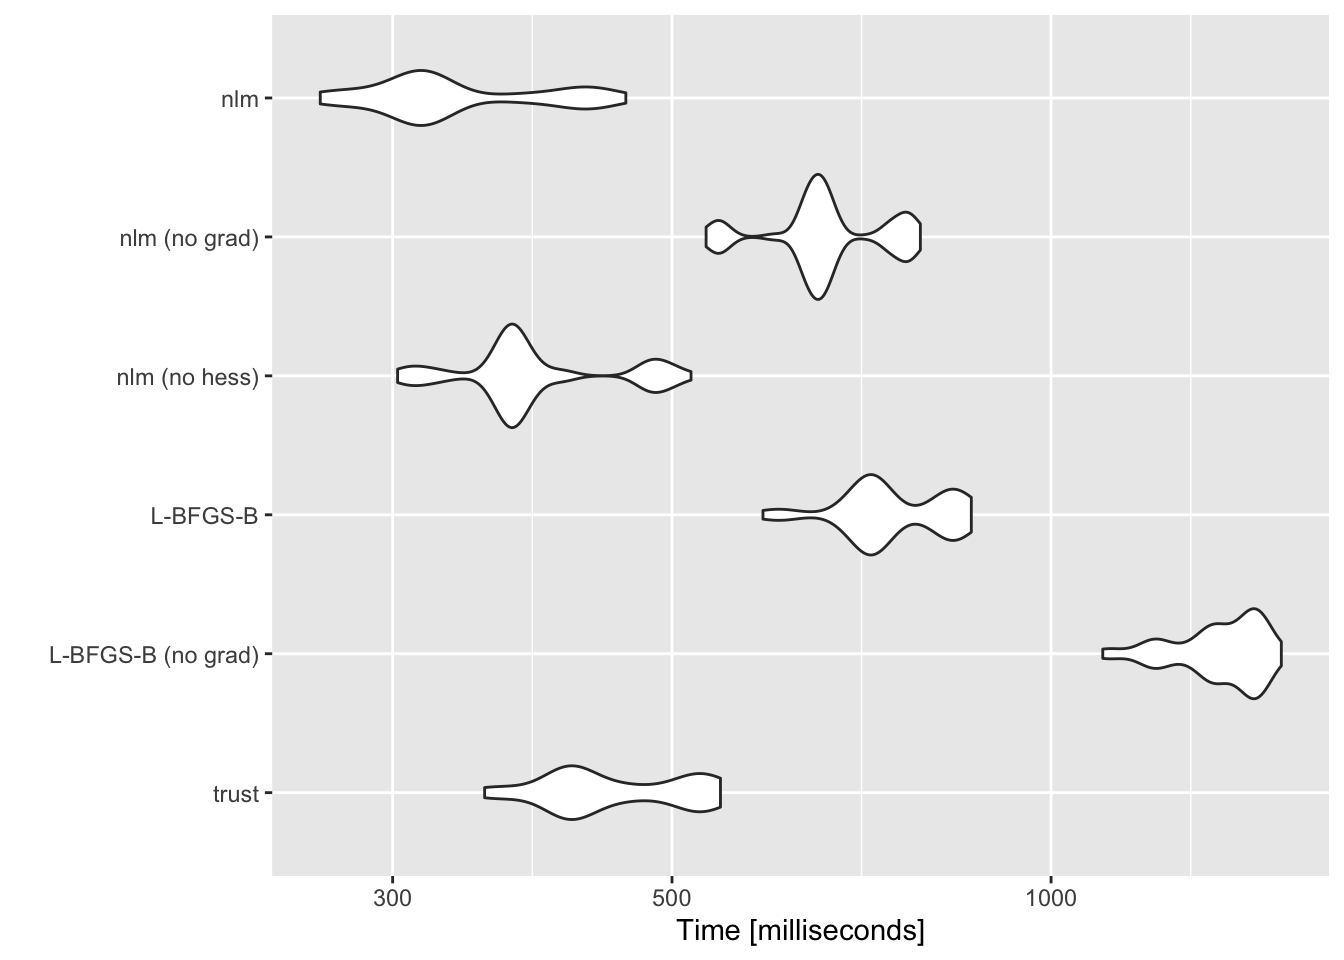 nlm
nlm (no grad)
nlm (no hess)
L-BFGS-B
L-BFGS-B (no grad)
trust
300 500 1000
Time [milliseconds]